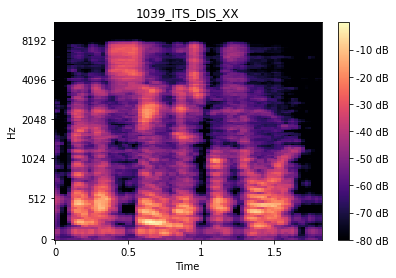 1039_ITS_DIS_XX
8192
4096
2048
1024
512
0
Hz
0
0.5
1
1.5
Time
-10 dB
-20 dB
-30 dB
-40 dB
-50 dB
-60 dB
-70 dB
-80 dB